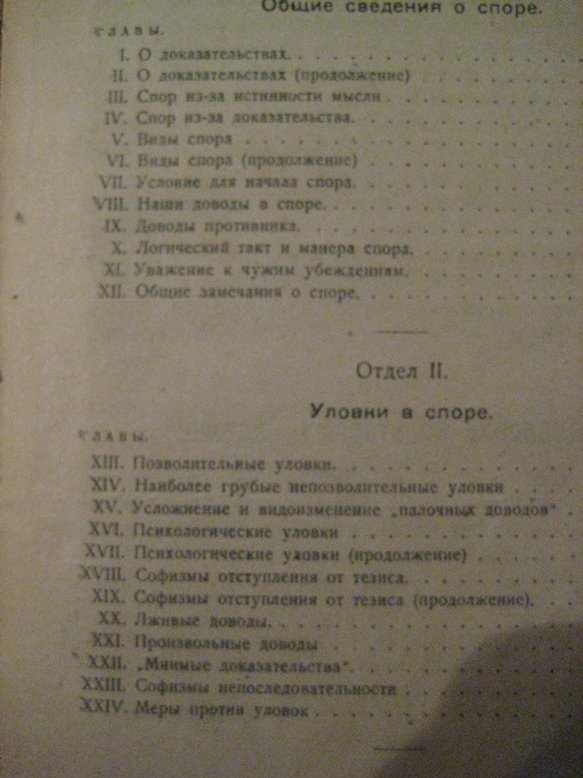 Общие сведения о споре.
ГЛАВЫ.
I. О доказательствах. . . . . . . . . . . . . .
II. О доказательствах (продолжение) . . . . . . .
III. Спор из-за истинности мысли . . . . . . . .
IV. Спор из-за доказательства. . . . . . . . . .
V. Виды спора . . . . . . . . . . . . . . . .
VI. Виды спора (продолжение) . . . . . . . . .
VII. Условие для начала спора. . . . . . . . . .
VIII. Наши доводы в споре. . . . . . . . . . . .
IX. Доводы противника. . . . . . . . . . . . .
X. Логический такт и манера спора. . . . . . . .
XI. Уважение к чужим убеждениям. . . . . . . .
XII. Общие замечания о споре. . . . . . . . . .
Отдел II.
Уловки в споре.
ГЛАВЫ.
XIII. Позволительные уловки. . . . . . . . . . .
XIV. Наиболее грубые непозволительные уловки . . . .
XV. Усложнение и видоизменение „палочных доводов“ . .
XVI. Психологические уловки . . . . . . . . . .
XVII. Психологические уловки (продолжение) . . . . .
XVIII. Софизмы отступления от тезиса. . . . . . . .
XIX. Софизмы отступления от тезиса (продолжение). . .
XX. Лживые доводы. . . . . . . . . . . . . .
XXI. Произвольные доводы . . . . . . . . . . .
XXII. „Мнимые доказательства“. . . . . . . . . .
XXIII. Софизмы непоследовательности . . . . . . . .
XXIV. Меры против уловок . . . . . . . . . . . .